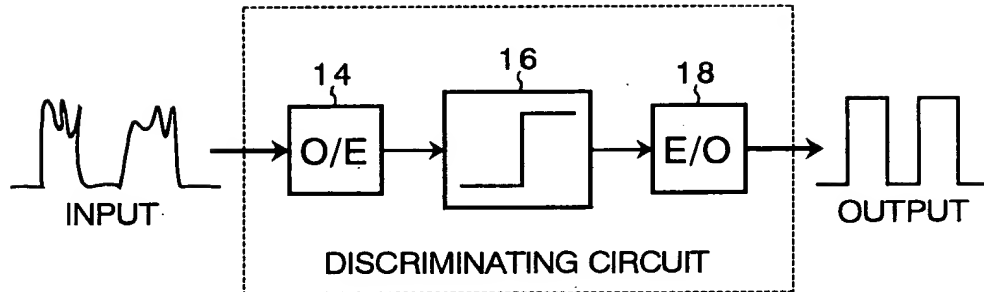 14
16
18
O/E
E/O
INPUT
OUTPUT
DISCRIMINATING CIRCUIT